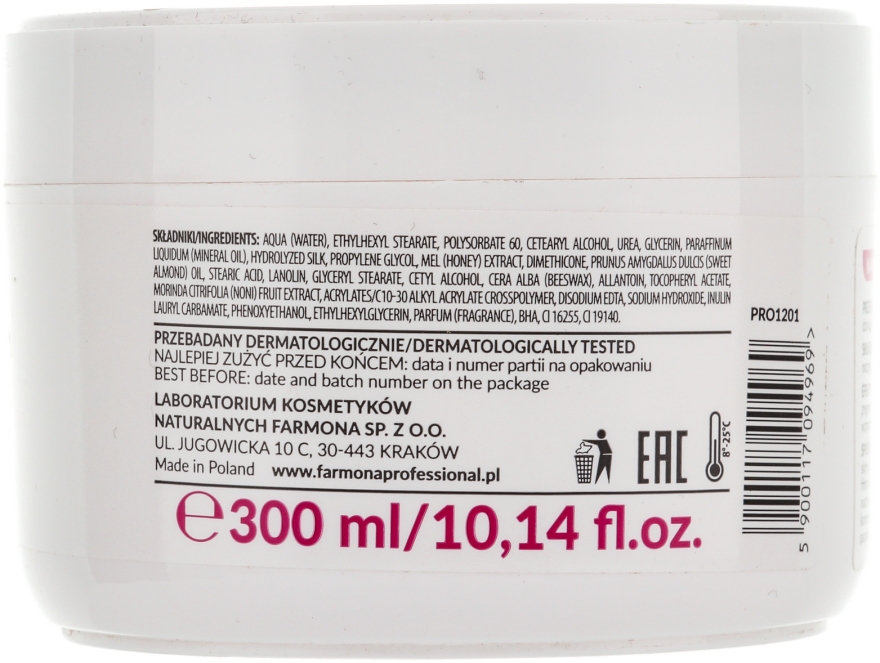 SKŁADNIKI/INGREDIENTS: AQUA (WATER), ETHYLHEXYL STEARATE, POLYSORBATE 60, CETEARYL ALCOHOL, UREA, GLYCERIN, PARAFFINUM
LIQUIDUM (MINERAL OIL), HYDROLYZED SILK, PROPYLENE GLYCOL, MEL (HONEY) EXTRACT, DIMETHICONE, PRUNUS AMYGDALUS DULCIS (SWEET
ALMOND) OIL, STEARIC ACID, LANOLIN, GLYCERYL STEARATE, CETYL ALCOHOL, CERA ALBA (BEESWAX), ALLANTOIN, TOCOPHERYL ACETATE,
MORINDA CITRIFOLIA (NONI) FRUIT EXTRACT, ACRYLATES/C10-30 ALKYL ACRYLATE CROSSPOLYMER, DISODIUM EDTA, SODIUM HYDROXIDE, INULIN
LAURYL CARBAMATE, PHENOXYETHANOL, ETHYLHEXYLGLYCERIN, PARFUM (FRAGRANCE), BHA, CI 16255, CI 19140.
PRZEBADANY DERMATOLOGICZNIE/DERMATOLOGICALLY TESTED
NAJLEPIEJ ZUŻYĆ PRZED KOŃCEM: data i numer partii na opakowaniu
BEST BEFORE: date and batch number on the package
LABORATORIUM KOSMETYKÓW
NATURALNYCH FARMONA SP. Z O.O.
UL. JUGOWICKA 10 C, 30-443 KRAKÓW
Made in Poland www.farmonaprofessional.pl
EAC
8°-25°C
℮300 ml/10,14 fl.oz.
PRO1201
5 900117 094969 >